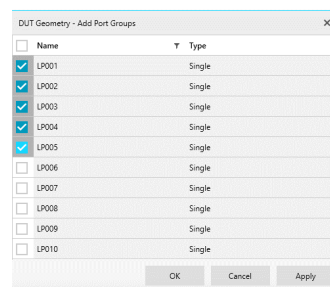 DUT Geometry - Add Port Groups
Name Type
LP001 Single
LP002 Single
LP003 Single
LP004 Single
LP005 Single
LP006 Single
LP007 Single
LP008 Single
LP009 Single
LP010 Single
OK Cancel Apply